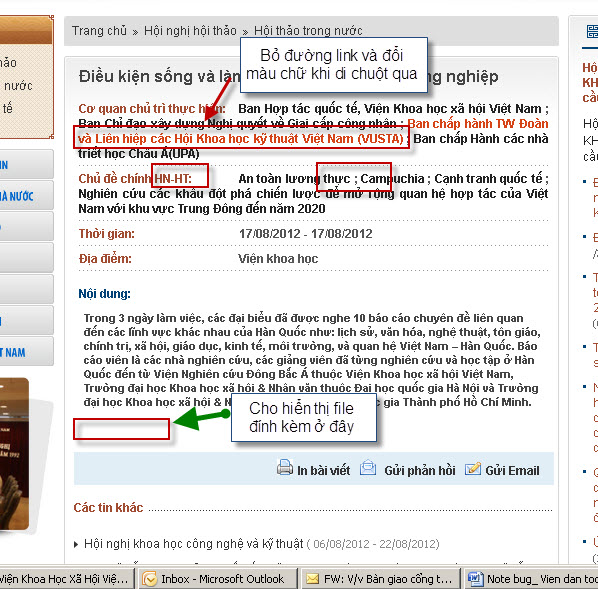 Trang chủ » Hội nghị hội thảo » Hội thảo trong nước
Bỏ đường link và đổi
màu chữ khi di chuột qua
Điều kiện sống và làm nghiệp
Cơ quan chủ trì thực hiện: Ban Hợp tác quốc tế, Viện Khoa học xã hội Việt Nam ;
Ban Chỉ đạo xây dựng Nghị quyết về Giai cấp công nhân ; Ban chấp hành TW Đoàn
và Liên hiệp các Hội Khoa học kỹ thuật Việt Nam (VUSTA) ; Ban chấp Hành các nhà
triết học Châu Á(UPA)
Chủ đề chính HN-HT: An toàn lương thực ; Campuchia ; Cạnh tranh quốc tế ;
Nghiên cứu các khâu đột phá chiến lược để mở rộng quan hệ hợp tác của Việt
Nam với khu vực Trung Đông đến năm 2020
Thời gian: 17/08/2012 - 17/08/2012
Địa điểm: Viện khoa học
Nội dung:
Trong 3 ngày làm việc, các đại biểu đã được nghe 10 báo cáo chuyên đề liên quan
đến các lĩnh vực khác nhau của Hàn Quốc như: lịch sử, văn hóa, nghệ thuật, tôn giáo,
chính trị, xã hội, giáo dục, kinh tế, môi trường, và quan hệ Việt Nam – Hàn Quốc. Báo
cáo viên là các nhà nghiên cứu, các giảng viên đã từng nghiên cứu và học tập ở Hàn
Quốc đến từ Viện Nghiên cứu Đông Bắc Á thuộc Viện Khoa học xã hội Việt Nam,
Trường đại học Khoa học xã hội & Nhân văn thuộc Đại học quốc gia Hà Nội và Trường
đại học Khoa học xã hội & N gia Thành phố Hồ Chí Minh.
Cho hiển thị file
đính kèm ở đây
In bài viết Gửi phản hồi Gửi Email
Các tin khác
Hội nghị khoa học công nghệ và kỹ thuật ( 06/08/2012 - 22/08/2012)
hảo
nước
tế
IN
HÀ NƯỚC
T NAM
Viện Khoa Học Xã Hội Việ... Inbox - Microsoft Outlook FW: V/v Bàn giao cổng t... Note bug_ Vien dan toc